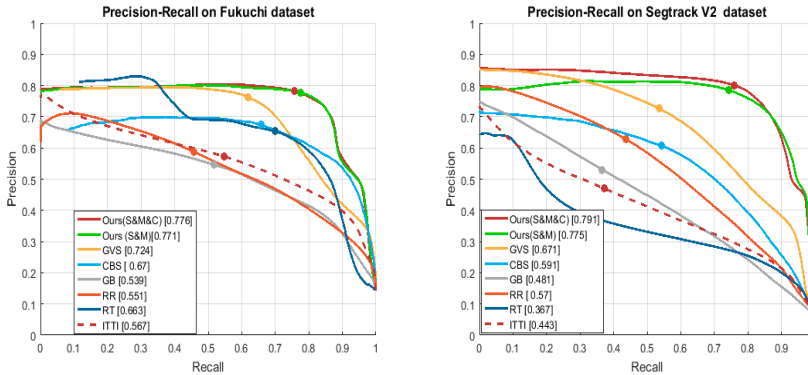 Precision-Recall on Fukuchi dataset
1
0.9
0.8
0.7
0.6
0.5
0.4
0.3
0.2
0.1
0
Precision
Ours(S&M&C) [0.776]
Ours (S&M)[0.771]
GVS [0.724]
CBS [ 0.67]
GB [0.539]
RR [0.551]
RT [0.663]
ITTI [0.567]
0 0.1 0.2 0.3 0.4 0.5 0.6 0.7 0.8 0.9 1
Recall
Precision-Recall on Segtrack V2 dataset
1
0.9
0.8
0.7
0.6
0.5
0.4
0.3
0.2
0.1
0
Precision
Ours(S&M&C) [0.791]
Ours(S&M) [0.775]
GVS [0.671]
CBS [0.591]
GB [0.481]
RR [ 0.57]
RT [0.367]
ITTI [0.443]
0 0.1 0.2 0.3 0.4 0.5 0.6 0.7 0.8 0.9
Recall